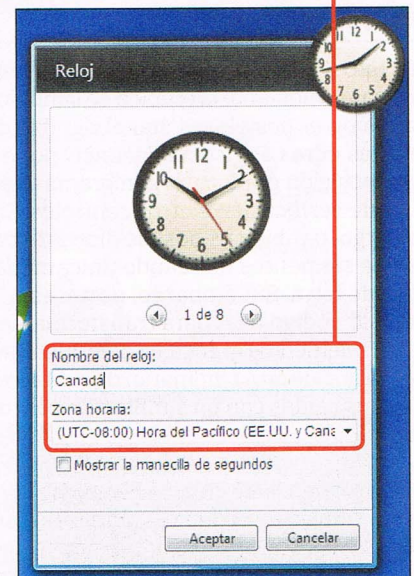 Reloj
1 de 8
Nombre del reloj:
Canadá
Zona horaria:
(UTC-08:00) Hora del Pacífico (EE.UU. y Cana
Mostrar la manecilla de segundos
Aceptar
Cancelar